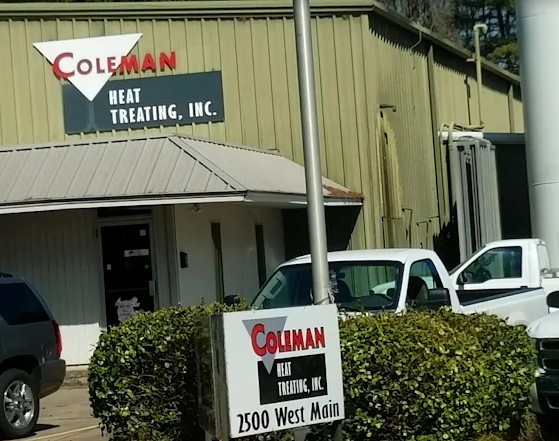 COLEMAN
HEAT
TREATING, INC.
COLEMAN
HEAT
TREATING, INC.
2500 West Main